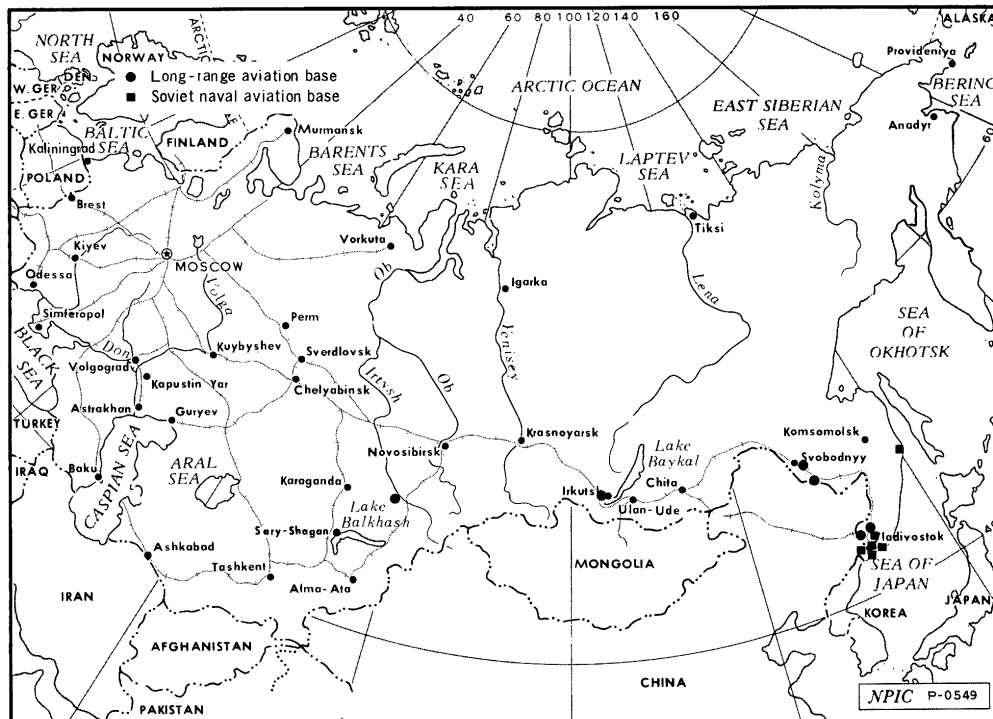 40 60 80 100 120 140 160
ALASKA
NORTH
SEA
NORWAY
ARCTIC
Provideniya
DEN
● Long-range aviation base
■ Soviet naval aviation base
ARCTIC OCEAN
BERING
SEA
W. GER
E. GER
BALTIC
SEA
FINLAND
Murmansk
BARENTS
SEA
EAST SIBERIAN
SEA
Anadyr
60
Kaliningrad
POLAND
Brest
KARA
SEA
LAPTEV
SEA
Kolyma
Tiksi
Kiyev
MOSCOW
Vorkuta
Ob
Odessa
Volga
Igarka
Lena
Simferopol
BLACK
SEA
Don
Perm
Yenisey
SEA
OF
OKHOTSK
Volgograd
Kuybyshev
Sverdlovsk
Kapustin Yar
Chelyabinsk
Irtysh
Ob
Astrakhan
Guryev
TURKEY
CASPIAN SEA
Krasnoyarsk
Komsomolsk
IRAQ
Baku
ARAL
SEA
Novosibirsk
Lake
Baykal
Svobodnyy
Karaganda
Irkutsk
Chita
Lake
Balkhash
Ulan-Ude
Sary-Shagan
Vladivostok
Ashkabad
Tashkent
Alma-Ata
MONGOLIA
SEA OF
JAPAN
IRAN
KOREA
JAPAN
AFGHANISTAN
CHINA
PAKISTAN
NPIC P-0549